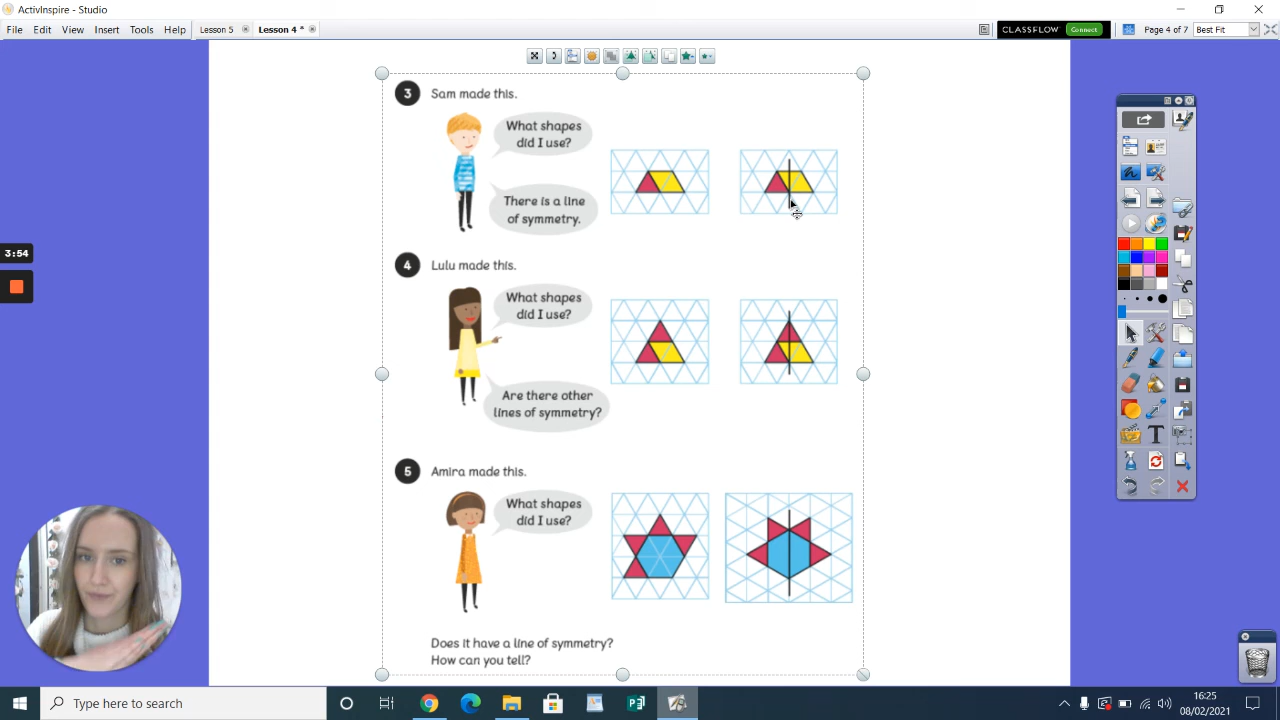 ActivInspire - Studio
File Edit View Insert Tools Help Lesson 5 Lesson 4 * CLASSFLOW Connect Page 4 of 7 Best Fit
3 Sam made this.
What shapes
did I use?
There is a line
of symmetry.
4 Lulu made this.
What shapes
did I use?
Are there other
lines of symmetry?
5 Amira made this.
What shapes
did I use?
Does it have a line of symmetry?
How can you tell?
3:54
Type here to search
16:25
08/02/2021